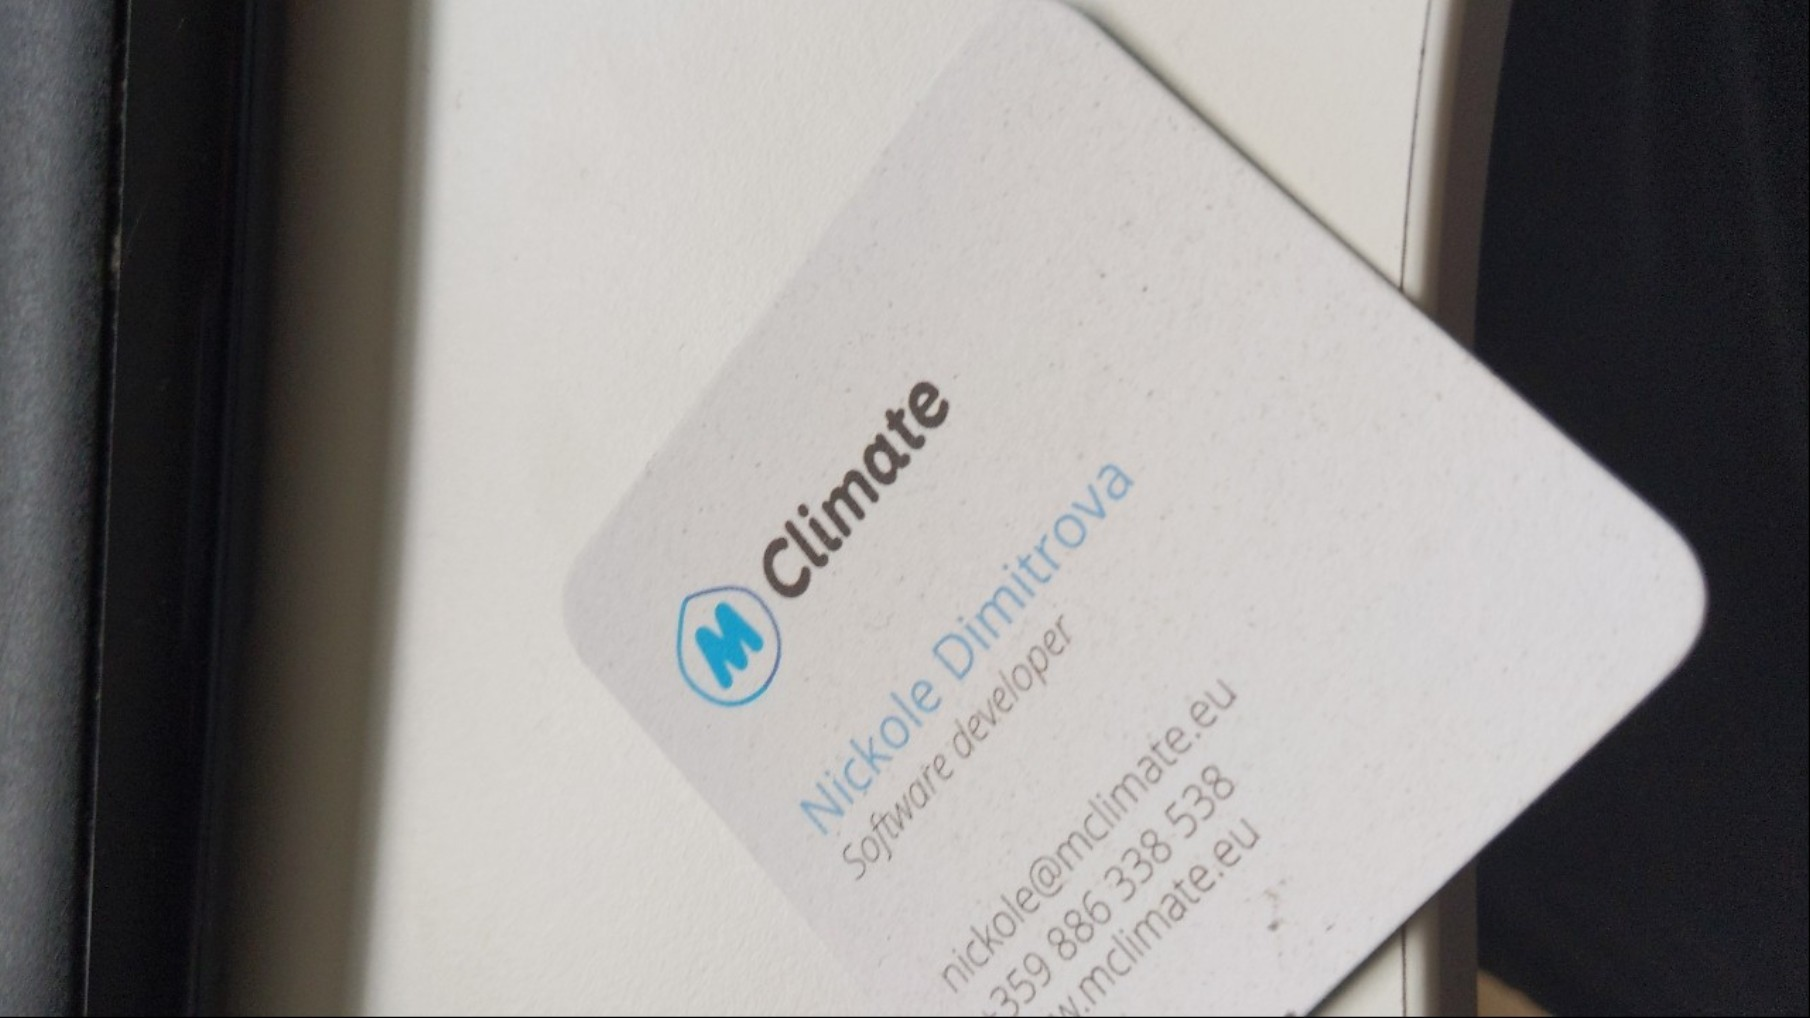 M Climate
Nickole Dimitrova
Software developer
nickole@mclimate.eu
+359 886 338 538
w.mclimate.eu